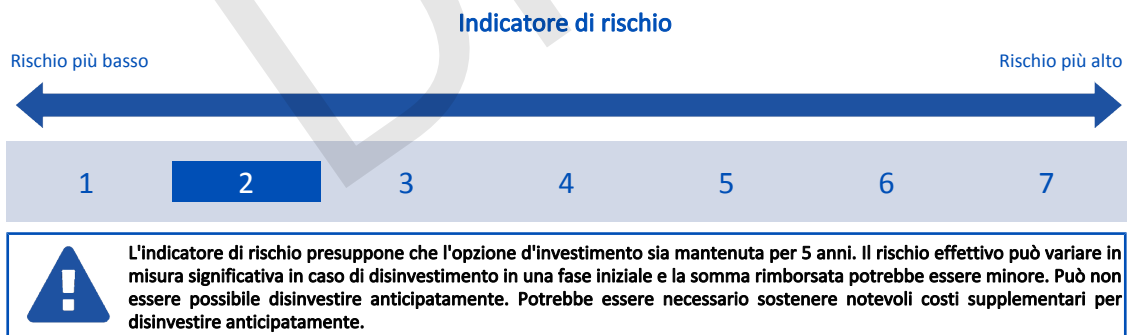 Indicatore di rischio
Rischio più basso Rischio più alto
1 2 3 4 5 6 7
L'indicatore di rischio presuppone che l'opzione d'investimento sia mantenuta per 5 anni. Il rischio effettivo può variare in
misura significativa in caso di disinvestimento in una fase iniziale e la somma rimborsata potrebbe essere minore. Può non
essere possibile disinvestire anticipatamente. Potrebbe essere necessario sostenere notevoli costi supplementari per
disinvestire anticipatamente.